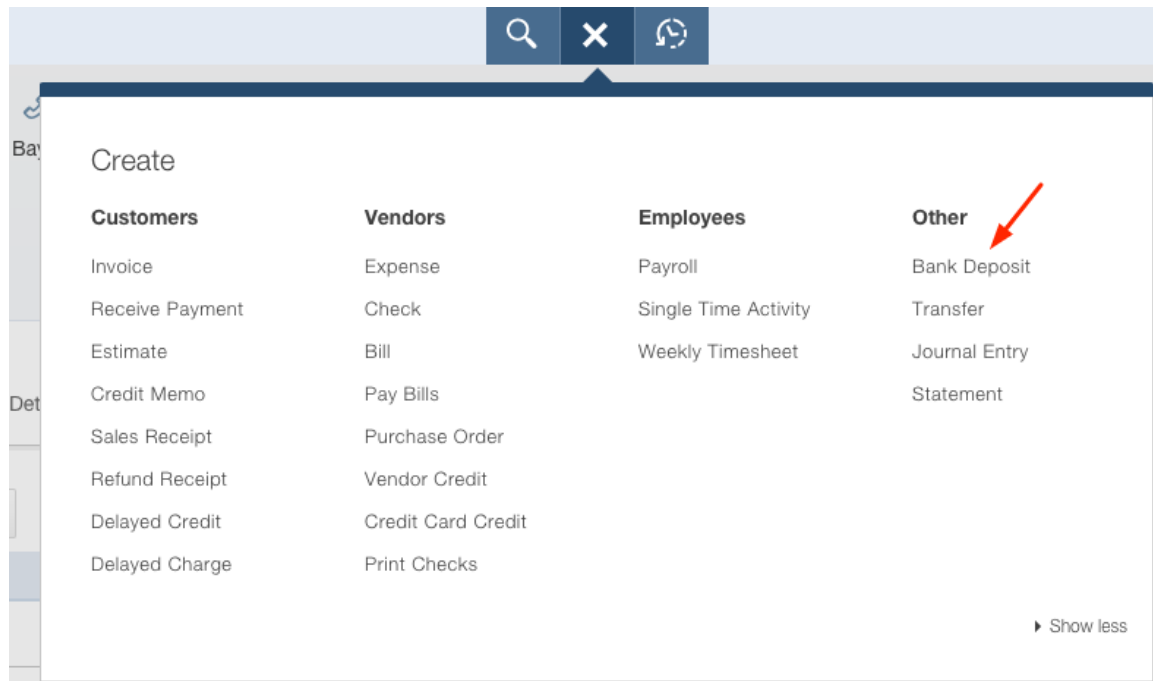 Bay
Create
Customers
Invoice
Receive Payment
Estimate
Credit Memo
Sales Receipt
Refund Receipt
Delayed Credit
Delayed Charge
Vendors
Expense
Check
Bill
Pay Bills
Purchase Order
Vendor Credit
Credit Card Credit
Print Checks
Employees
Payroll
Single Time Activity
Weekly Timesheet
Other
Bank Deposit
Transfer
Journal Entry
Statement
Det
Show less